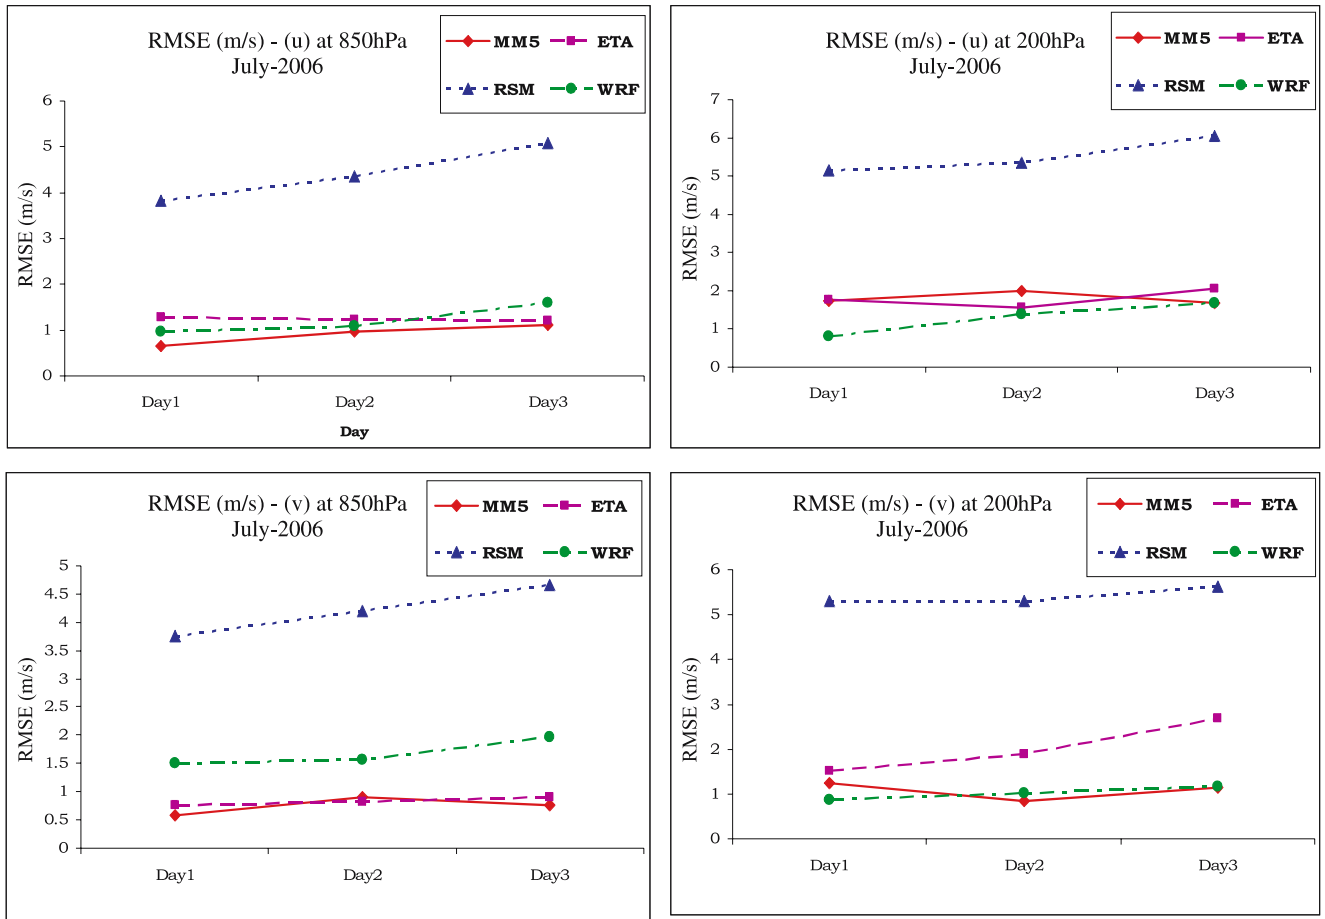 RMSE (m/s) - (u) at 850hPa
July-2006
MM5 ETA
RSM WRF
RMSE (m/s)
6
5
4
3
2
1
0
Day1 Day2 Day3
Day
RMSE (m/s) - (u) at 200hPa
July-2006
MM5 ETA
RSM WRF
RMSE (m/s)
7
6
5
4
3
2
1
0
Day1 Day2 Day3
RMSE (m/s) - (v) at 850hPa
July-2006
MM5 ETA
RSM WRF
RMSE (m/s)
5
4.5
4
3.5
3
2.5
2
1.5
1
0.5
0
Day1 Day2 Day3
RMSE (m/s) - (v) at 200hPa
July-2006
MM5 ETA
RSM WRF
RMSE (m/s)
6
5
4
3
2
1
0
Day1 Day2 Day3